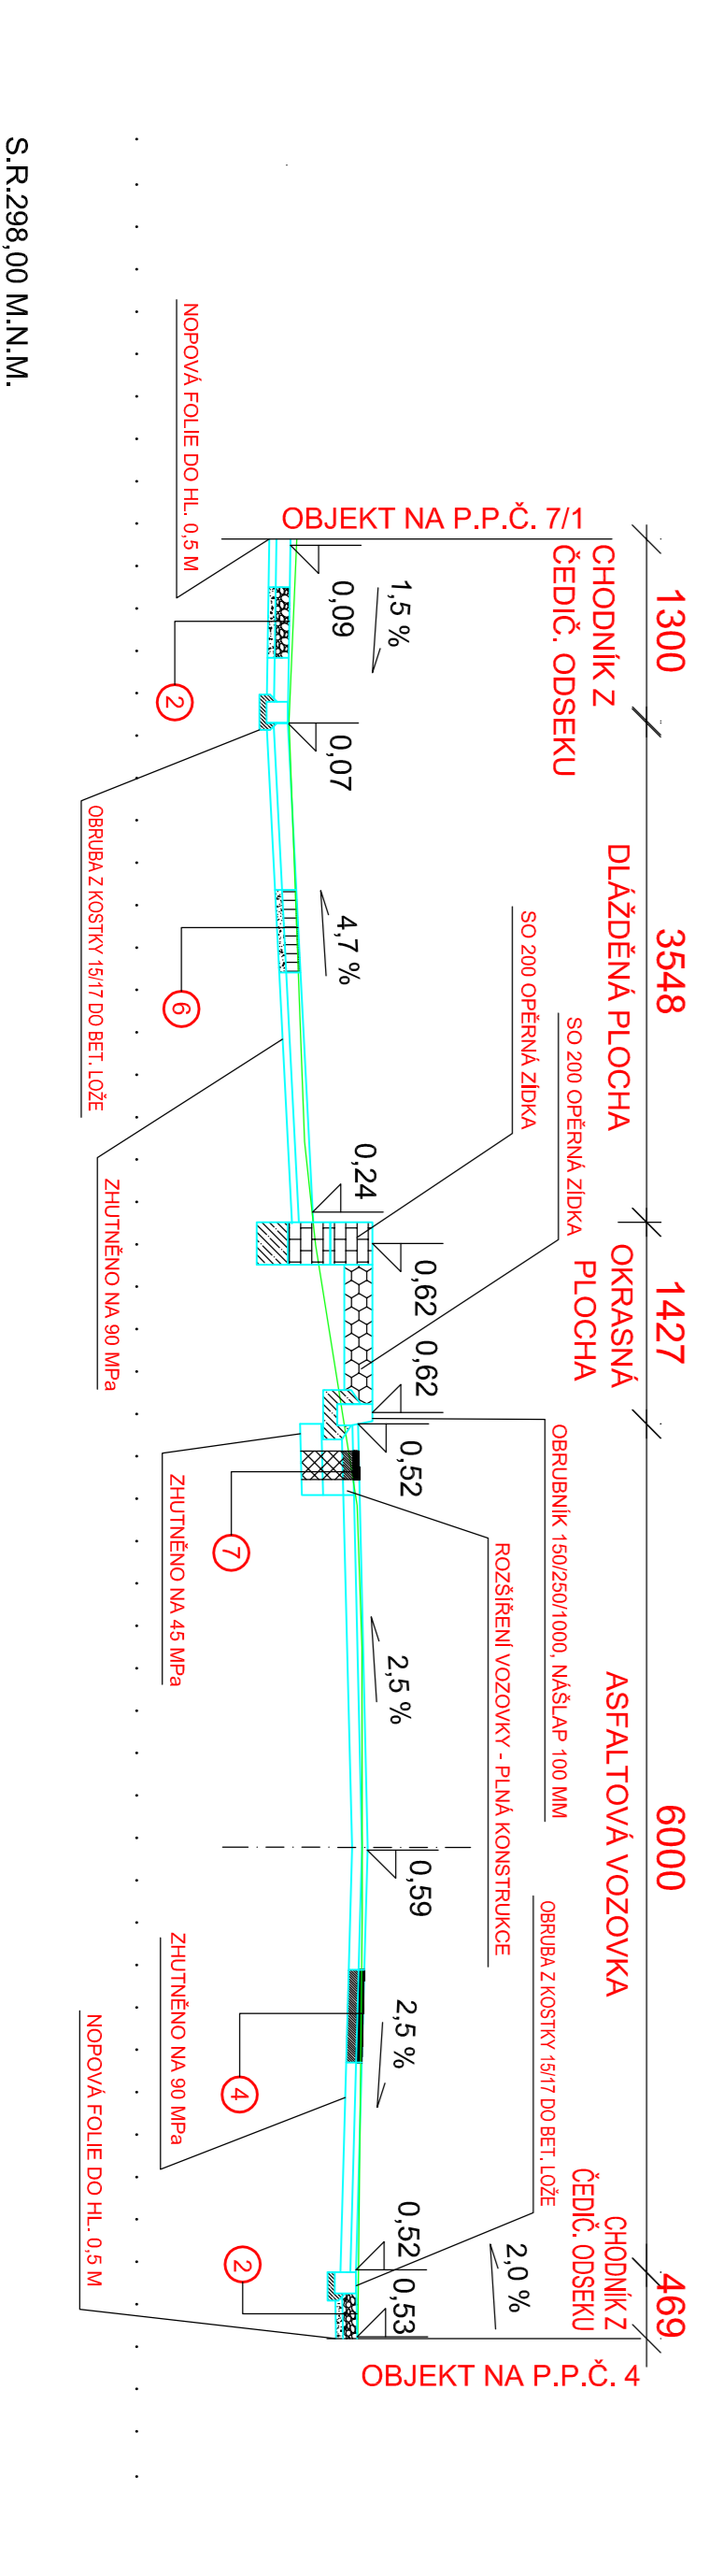 1300
3548
1427
6000
469
CHODNÍK Z
ČEDIČ. ODSEKU
DLÁŽDĚNÁ PLOCHA
OKRASNÁ
PLOCHA
ASFALTOVÁ VOZOVKA
CHODNÍK Z
ČEDIČ. ODSEKU
OBJEKT NA P.P.Č. 7/1
OBJEKT NA P.P.Č. 4
SO 200 OPĚRNÁ ZÍDKA
SO 200 OPĚRNÁ ZÍDKA
OBRUBNÍK 150/250/1000, NÁŠLAP 100 MM
ROZŠÍŘENÍ VOZOVKY - PLNÁ KONSTRUKCE
OBRUBA Z KOSTKY 15/17 DO BET. LOŽE
1,5 %
4,7 %
2,5 %
2,5 %
2,0 %
0,09
0,07
0,24
0,62
0,62
0,52
0,59
0,52
0,53
NOPOVÁ FOLIE DO HL. 0,5 M
2
6
7
4
2
OBRUBA Z KOSTKY 15/17 DO BET. LOŽE
ZHUTNĚNO NA 90 MPa
ZHUTNĚNO NA 45 MPa
ZHUTNĚNO NA 90 MPa
NOPOVÁ FOLIE DO HL. 0,5 M
S.R.298,00 M.N.M.